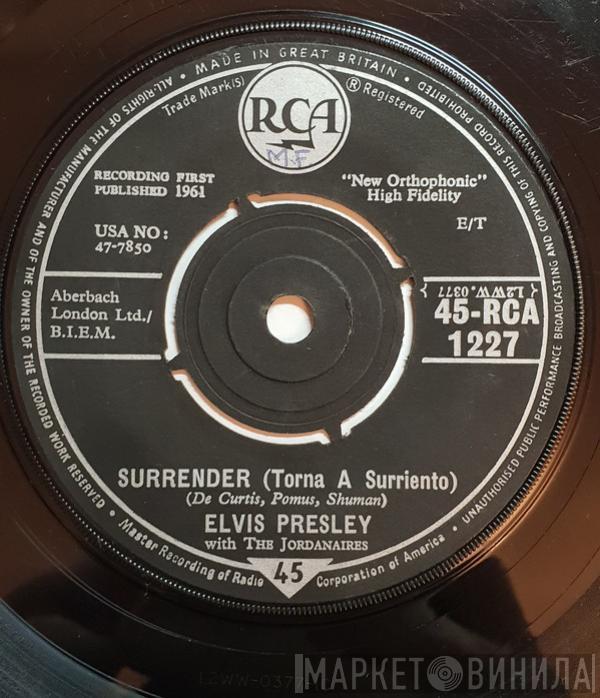 • MADE IN GREAT BRITAIN •
ALL-RIGHTS OF THE MANUFACTURER AND OF THE OWNER OF THE RECORDED WORK RESERVED •
UNAUTHORISED PUBLIC PERFORMANCE BROADCASTING AND COPYING OF THIS RECORD PROHIBITED
Trade Mark(s)
RCA
® Registered
M.F
RECORDING FIRST
PUBLISHED 1961
"New Orthophonic"
High Fidelity
E/T
USA NO:
47-7850
Aberbach
London Ltd./
B.I.E.M.
{ L2WW.0377 }
45-RCA
1227
SURRENDER (Torna A Surriento)
(De Curtis, Pomus, Shuman)
ELVIS PRESLEY
with THE JORDANAIRES
• Master Recording of Radio Corporation of America •
45
L2WW-0377
МАРКЕТ ВИНИЛА